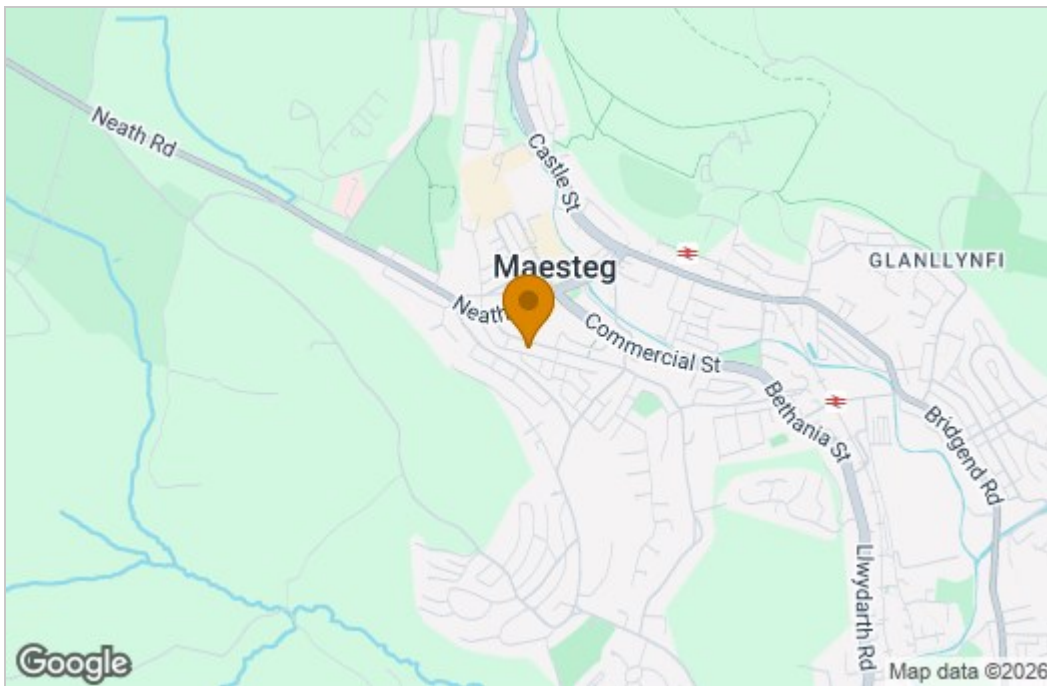 Neath Rd
Castle St
Maesteg
GLANLLYNFI
Neath
Commercial St
Bethania St
Bridgend Rd
Llwydarth Rd
Google
Map data ©2026